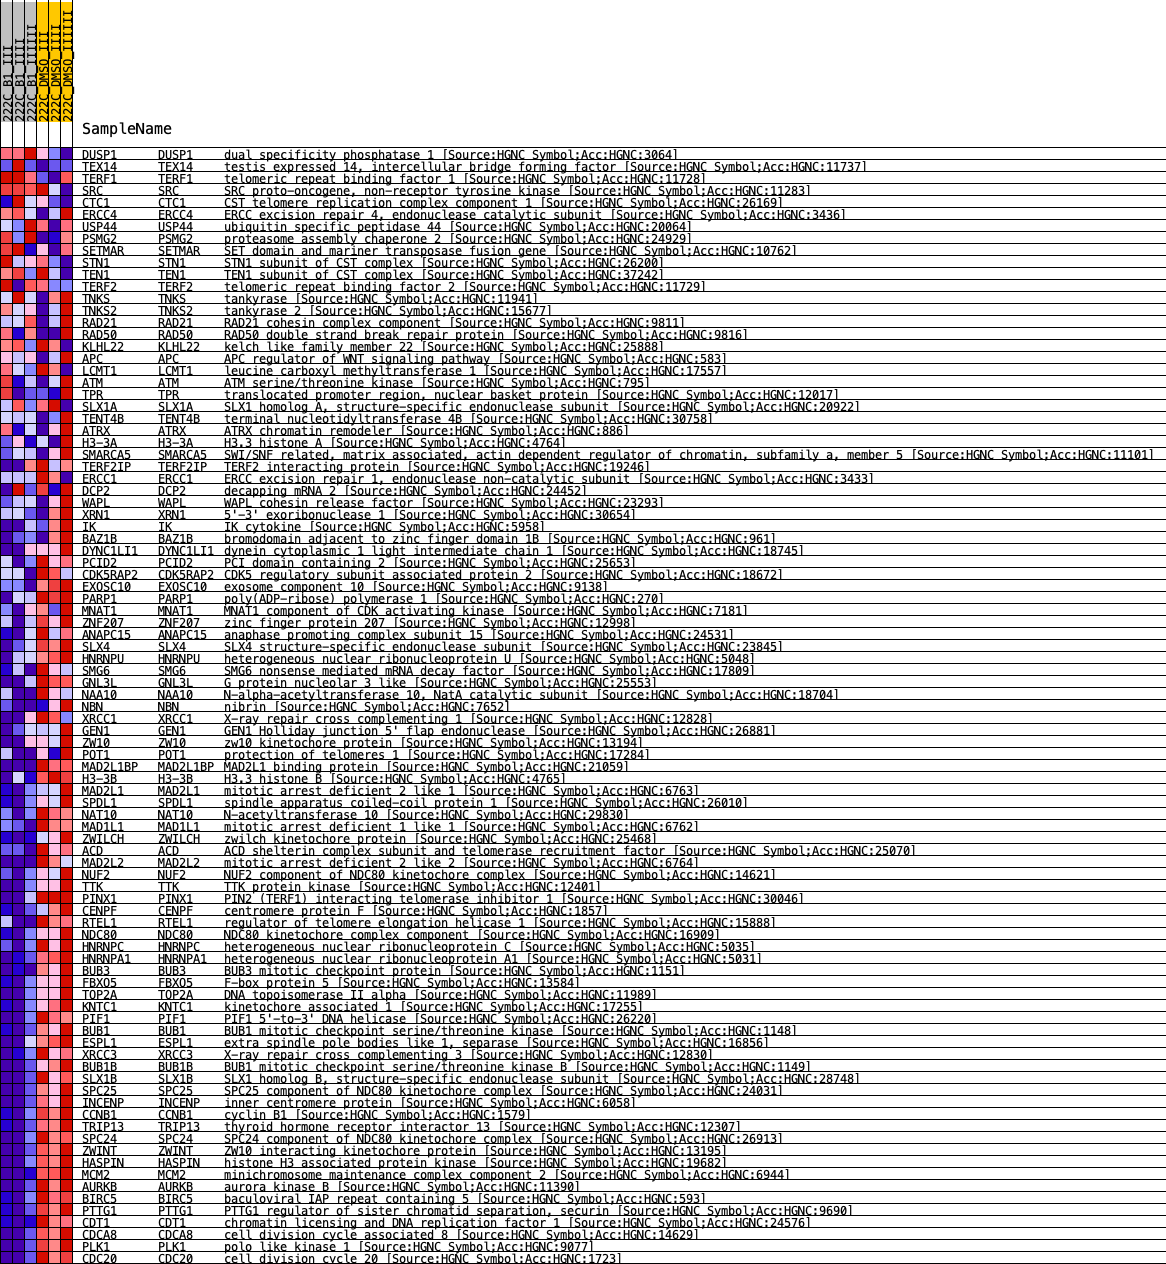 222C_B1_III
222C_B1_IIII
222C_B1_IIIIII
222C_DMSO_III
222C_DMSO_IIII
222C_DMSO_IIIIII
SampleName
DUSP1 DUSP1 dual specificity phosphatase 1 [Source:HGNC Symbol;Acc:HGNC:3064]
TEX14 TEX14 testis expressed 14, intercellular bridge forming factor [Source:HGNC Symbol;Acc:HGNC:11737]
TERF1 TERF1 telomeric repeat binding factor 1 [Source:HGNC Symbol;Acc:HGNC:11728]
SRC SRC SRC proto-oncogene, non-receptor tyrosine kinase [Source:HGNC Symbol;Acc:HGNC:11283]
CTC1 CTC1 CST telomere replication complex component 1 [Source:HGNC Symbol;Acc:HGNC:26169]
ERCC4 ERCC4 ERCC excision repair 4, endonuclease catalytic subunit [Source:HGNC Symbol;Acc:HGNC:3436]
USP44 USP44 ubiquitin specific peptidase 44 [Source:HGNC Symbol;Acc:HGNC:20064]
PSMG2 PSMG2 proteasome assembly chaperone 2 [Source:HGNC Symbol;Acc:HGNC:24929]
SETMAR SETMAR SET domain and mariner transposase fusion gene [Source:HGNC Symbol;Acc:HGNC:10762]
STN1 STN1 STN1 subunit of CST complex [Source:HGNC Symbol;Acc:HGNC:26200]
TEN1 TEN1 TEN1 subunit of CST complex [Source:HGNC Symbol;Acc:HGNC:37242]
TERF2 TERF2 telomeric repeat binding factor 2 [Source:HGNC Symbol;Acc:HGNC:11729]
TNKS TNKS tankyrase [Source:HGNC Symbol;Acc:HGNC:11941]
TNKS2 TNKS2 tankyrase 2 [Source:HGNC Symbol;Acc:HGNC:15677]
RAD21 RAD21 RAD21 cohesin complex component [Source:HGNC Symbol;Acc:HGNC:9811]
RAD50 RAD50 RAD50 double strand break repair protein [Source:HGNC Symbol;Acc:HGNC:9816]
KLHL22 KLHL22 kelch like family member 22 [Source:HGNC Symbol;Acc:HGNC:25888]
APC APC APC regulator of WNT signaling pathway [Source:HGNC Symbol;Acc:HGNC:583]
LCMT1 LCMT1 leucine carboxyl methyltransferase 1 [Source:HGNC Symbol;Acc:HGNC:17557]
ATM ATM ATM serine/threonine kinase [Source:HGNC Symbol;Acc:HGNC:795]
TPR TPR translocated promoter region, nuclear basket protein [Source:HGNC Symbol;Acc:HGNC:12017]
SLX1A SLX1A SLX1 homolog A, structure-specific endonuclease subunit [Source:HGNC Symbol;Acc:HGNC:20922]
TENT4B TENT4B terminal nucleotidyltransferase 4B [Source:HGNC Symbol;Acc:HGNC:30758]
ATRX ATRX ATRX chromatin remodeler [Source:HGNC Symbol;Acc:HGNC:886]
H3-3A H3-3A H3.3 histone A [Source:HGNC Symbol;Acc:HGNC:4764]
SMARCA5 SMARCA5 SWI/SNF related, matrix associated, actin dependent regulator of chromatin, subfamily a, member 5 [Source:HGNC Symbol;Acc:HGNC:11101]
TERF2IP TERF2IP TERF2 interacting protein [Source:HGNC Symbol;Acc:HGNC:19246]
ERCC1 ERCC1 ERCC excision repair 1, endonuclease non-catalytic subunit [Source:HGNC Symbol;Acc:HGNC:3433]
DCP2 DCP2 decapping mRNA 2 [Source:HGNC Symbol;Acc:HGNC:24452]
WAPL WAPL WAPL cohesin release factor [Source:HGNC Symbol;Acc:HGNC:23293]
XRN1 XRN1 5'-3' exoribonuclease 1 [Source:HGNC Symbol;Acc:HGNC:30654]
IK IK IK cytokine [Source:HGNC Symbol;Acc:HGNC:5958]
BAZ1B BAZ1B bromodomain adjacent to zinc finger domain 1B [Source:HGNC Symbol;Acc:HGNC:961]
DYNC1LI1 DYNC1LI1 dynein cytoplasmic 1 light intermediate chain 1 [Source:HGNC Symbol;Acc:HGNC:18745]
PCID2 PCID2 PCI domain containing 2 [Source:HGNC Symbol;Acc:HGNC:25653]
CDK5RAP2 CDK5RAP2 CDK5 regulatory subunit associated protein 2 [Source:HGNC Symbol;Acc:HGNC:18672]
EXOSC10 EXOSC10 exosome component 10 [Source:HGNC Symbol;Acc:HGNC:9138]
PARP1 PARP1 poly(ADP-ribose) polymerase 1 [Source:HGNC Symbol;Acc:HGNC:270]
MNAT1 MNAT1 MNAT1 component of CDK activating kinase [Source:HGNC Symbol;Acc:HGNC:7181]
ZNF207 ZNF207 zinc finger protein 207 [Source:HGNC Symbol;Acc:HGNC:12998]
ANAPC15 ANAPC15 anaphase promoting complex subunit 15 [Source:HGNC Symbol;Acc:HGNC:24531]
SLX4 SLX4 SLX4 structure-specific endonuclease subunit [Source:HGNC Symbol;Acc:HGNC:23845]
HNRNPU HNRNPU heterogeneous nuclear ribonucleoprotein U [Source:HGNC Symbol;Acc:HGNC:5048]
SMG6 SMG6 SMG6 nonsense mediated mRNA decay factor [Source:HGNC Symbol;Acc:HGNC:17809]
GNL3L GNL3L G protein nucleolar 3 like [Source:HGNC Symbol;Acc:HGNC:25553]
NAA10 NAA10 N-alpha-acetyltransferase 10, NatA catalytic subunit [Source:HGNC Symbol;Acc:HGNC:18704]
NBN NBN nibrin [Source:HGNC Symbol;Acc:HGNC:7652]
XRCC1 XRCC1 X-ray repair cross complementing 1 [Source:HGNC Symbol;Acc:HGNC:12828]
GEN1 GEN1 GEN1 Holliday junction 5' flap endonuclease [Source:HGNC Symbol;Acc:HGNC:26881]
ZW10 ZW10 zw10 kinetochore protein [Source:HGNC Symbol;Acc:HGNC:13194]
POT1 POT1 protection of telomeres 1 [Source:HGNC Symbol;Acc:HGNC:17284]
MAD2L1BP MAD2L1BP MAD2L1 binding protein [Source:HGNC Symbol;Acc:HGNC:21059]
H3-3B H3-3B H3.3 histone B [Source:HGNC Symbol;Acc:HGNC:4765]
MAD2L1 MAD2L1 mitotic arrest deficient 2 like 1 [Source:HGNC Symbol;Acc:HGNC:6763]
SPDL1 SPDL1 spindle apparatus coiled-coil protein 1 [Source:HGNC Symbol;Acc:HGNC:26010]
NAT10 NAT10 N-acetyltransferase 10 [Source:HGNC Symbol;Acc:HGNC:29830]
MAD1L1 MAD1L1 mitotic arrest deficient 1 like 1 [Source:HGNC Symbol;Acc:HGNC:6762]
ZWILCH ZWILCH zwilch kinetochore protein [Source:HGNC Symbol;Acc:HGNC:25468]
ACD ACD ACD shelterin complex subunit and telomerase recruitment factor [Source:HGNC Symbol;Acc:HGNC:25070]
MAD2L2 MAD2L2 mitotic arrest deficient 2 like 2 [Source:HGNC Symbol;Acc:HGNC:6764]
NUF2 NUF2 NUF2 component of NDC80 kinetochore complex [Source:HGNC Symbol;Acc:HGNC:14621]
TTK TTK TTK protein kinase [Source:HGNC Symbol;Acc:HGNC:12401]
PINX1 PINX1 PIN2 (TERF1) interacting telomerase inhibitor 1 [Source:HGNC Symbol;Acc:HGNC:30046]
CENPF CENPF centromere protein F [Source:HGNC Symbol;Acc:HGNC:1857]
RTEL1 RTEL1 regulator of telomere elongation helicase 1 [Source:HGNC Symbol;Acc:HGNC:15888]
NDC80 NDC80 NDC80 kinetochore complex component [Source:HGNC Symbol;Acc:HGNC:16909]
HNRNPC HNRNPC heterogeneous nuclear ribonucleoprotein C [Source:HGNC Symbol;Acc:HGNC:5035]
HNRNPA1 HNRNPA1 heterogeneous nuclear ribonucleoprotein A1 [Source:HGNC Symbol;Acc:HGNC:5031]
BUB3 BUB3 BUB3 mitotic checkpoint protein [Source:HGNC Symbol;Acc:HGNC:1151]
FBXO5 FBXO5 F-box protein 5 [Source:HGNC Symbol;Acc:HGNC:13584]
TOP2A TOP2A DNA topoisomerase II alpha [Source:HGNC Symbol;Acc:HGNC:11989]
KNTC1 KNTC1 kinetochore associated 1 [Source:HGNC Symbol;Acc:HGNC:17255]
PIF1 PIF1 PIF1 5'-to-3' DNA helicase [Source:HGNC Symbol;Acc:HGNC:26220]
BUB1 BUB1 BUB1 mitotic checkpoint serine/threonine kinase [Source:HGNC Symbol;Acc:HGNC:1148]
ESPL1 ESPL1 extra spindle pole bodies like 1, separase [Source:HGNC Symbol;Acc:HGNC:16856]
XRCC3 XRCC3 X-ray repair cross complementing 3 [Source:HGNC Symbol;Acc:HGNC:12830]
BUB1B BUB1B BUB1 mitotic checkpoint serine/threonine kinase B [Source:HGNC Symbol;Acc:HGNC:1149]
SLX1B SLX1B SLX1 homolog B, structure-specific endonuclease subunit [Source:HGNC Symbol;Acc:HGNC:28748]
SPC25 SPC25 SPC25 component of NDC80 kinetochore complex [Source:HGNC Symbol;Acc:HGNC:24031]
INCENP INCENP inner centromere protein [Source:HGNC Symbol;Acc:HGNC:6058]
CCNB1 CCNB1 cyclin B1 [Source:HGNC Symbol;Acc:HGNC:1579]
TRIP13 TRIP13 thyroid hormone receptor interactor 13 [Source:HGNC Symbol;Acc:HGNC:12307]
SPC24 SPC24 SPC24 component of NDC80 kinetochore complex [Source:HGNC Symbol;Acc:HGNC:26913]
ZWINT ZWINT ZW10 interacting kinetochore protein [Source:HGNC Symbol;Acc:HGNC:13195]
HASPIN HASPIN histone H3 associated protein kinase [Source:HGNC Symbol;Acc:HGNC:19682]
MCM2 MCM2 minichromosome maintenance complex component 2 [Source:HGNC Symbol;Acc:HGNC:6944]
AURKB AURKB aurora kinase B [Source:HGNC Symbol;Acc:HGNC:11390]
BIRC5 BIRC5 baculoviral IAP repeat containing 5 [Source:HGNC Symbol;Acc:HGNC:593]
PTTG1 PTTG1 PTTG1 regulator of sister chromatid separation, securin [Source:HGNC Symbol;Acc:HGNC:9690]
CDT1 CDT1 chromatin licensing and DNA replication factor 1 [Source:HGNC Symbol;Acc:HGNC:24576]
CDCA8 CDCA8 cell division cycle associated 8 [Source:HGNC Symbol;Acc:HGNC:14629]
PLK1 PLK1 polo like kinase 1 [Source:HGNC Symbol;Acc:HGNC:9077]
CDC20 CDC20 cell division cycle 20 [Source:HGNC Symbol;Acc:HGNC:1723]